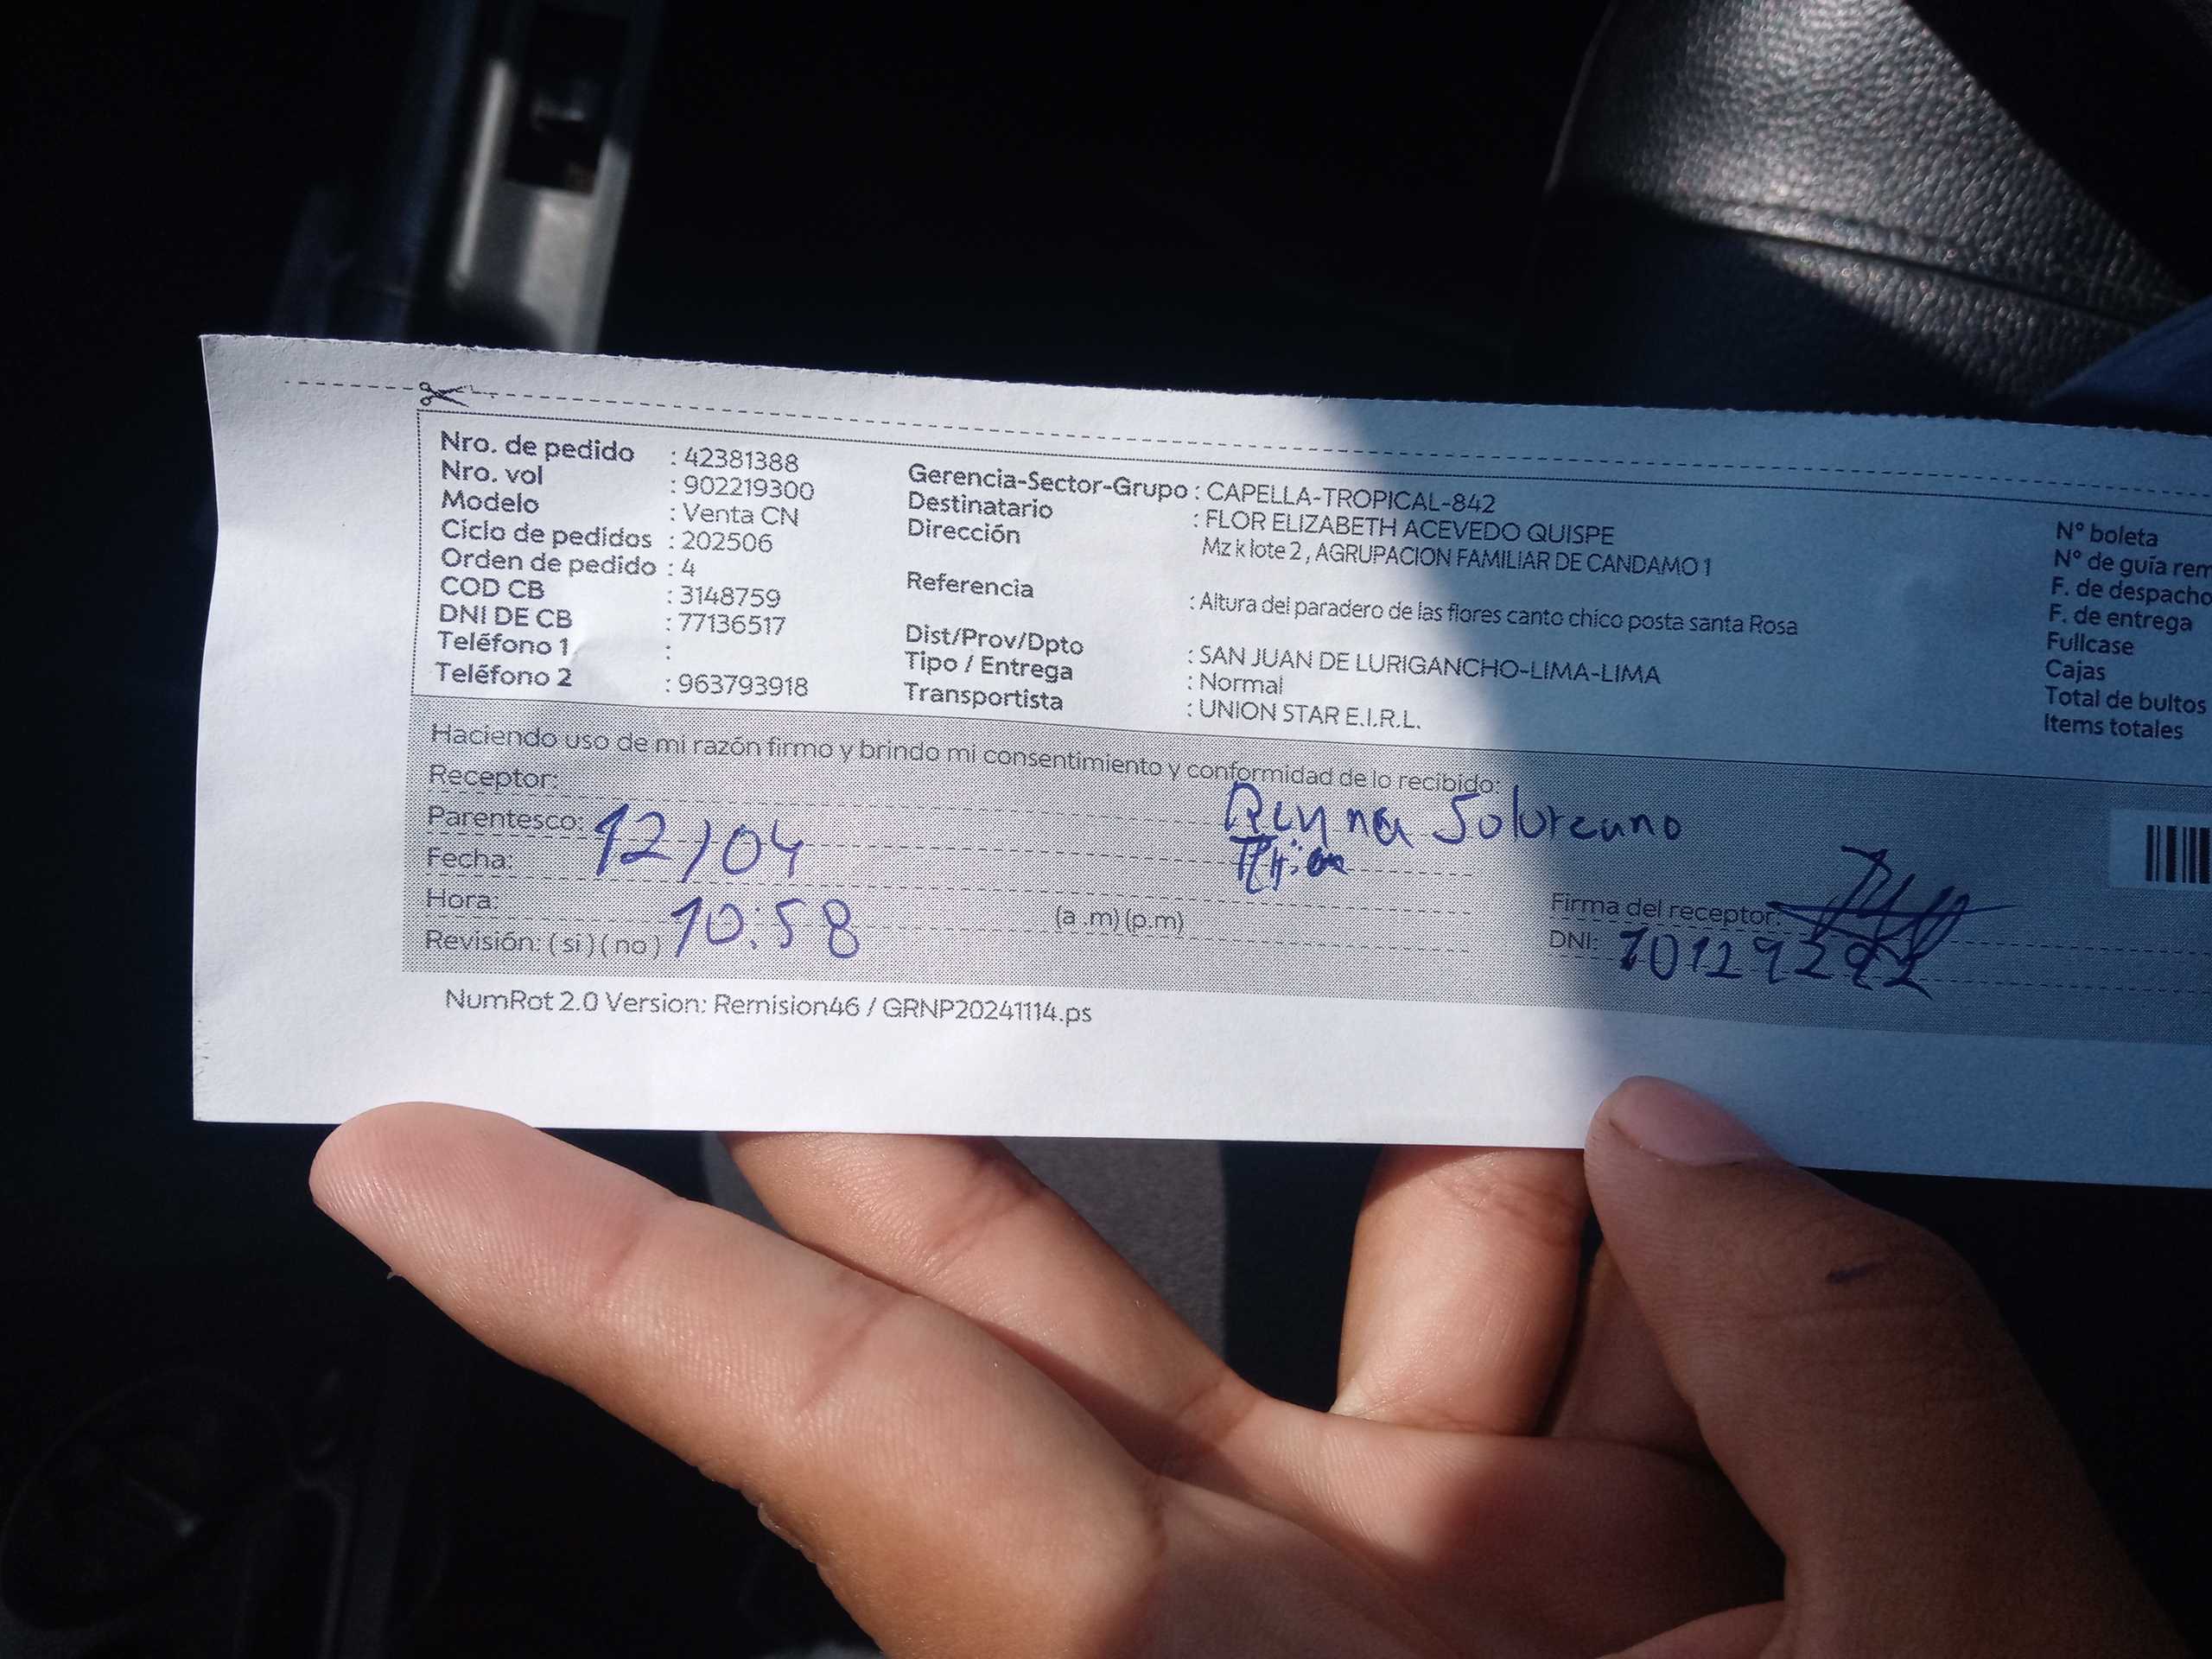 Nro. de pedido : 42381388
Nro. vol : 902219300
Modelo : Venta CN
Ciclo de pedidos : 202506
Orden de pedido : 4
COD CB : 3148759
DNI DE CB : 77136517
Teléfono 1 :
Teléfono 2 : 963793918
Gerencia-Sector-Grupo : CAPELLA-TROPICAL-842
Destinatario : FLOR ELIZABETH ACEVEDO QUISPE
Dirección Mz k lote 2 , AGRUPACION FAMILIAR DE CANDAMO 1
Referencia : Altura del paradero de las flores canto chico posta santa Rosa
Dist/Prov/Dpto : SAN JUAN DE LURIGANCHO-LIMA-LIMA
Tipo / Entrega : Normal
Transportista : UNION STAR E.I.R.L.
N° boleta
N° de guía rem
F. de despacho
F. de entrega
Fullcase
Cajas
Total de bultos
Items totales
Haciendo uso de mi razón firmo y brindo mi consentimiento y conformidad de lo recibido:
Receptor:
Parentesco:
Fecha: 12/04
Hora: 10:58 (a .m) (p.m)
Revisión: ( si ) ( no )
Firma del receptor:
DNI:
NumRot 2.0 Version: Remision46 / GRNP20241114.ps